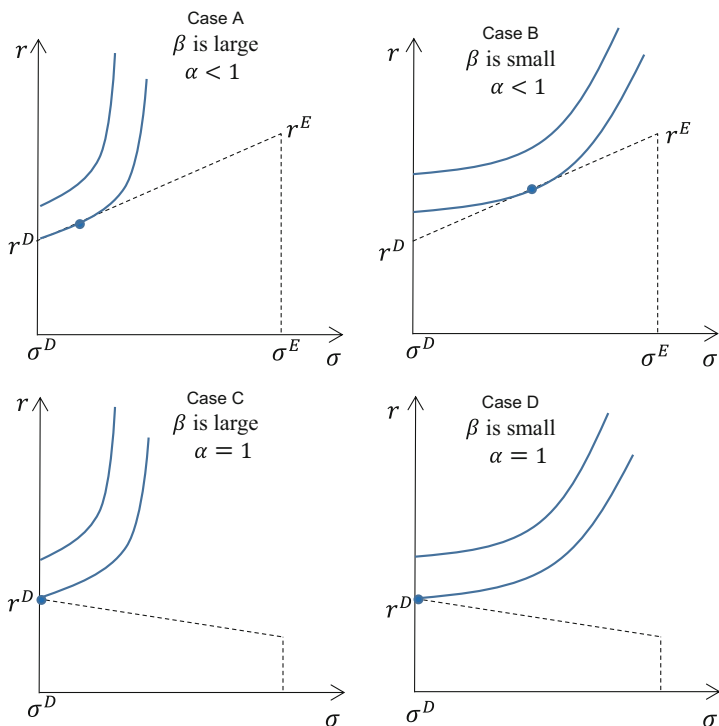 Case A
β is large
α < 1
r
r^E
r^D
σ^D
σ^E
σ
Case B
β is small
α < 1
r
r^E
r^D
σ^D
σ^E
σ
Case C
β is large
α = 1
r
r^D
σ^D
σ
Case D
β is small
α = 1
r
r^D
σ^D
σ